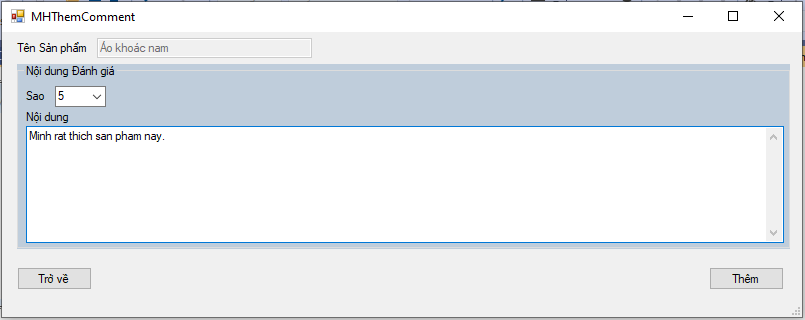 MHThemComment
Tên Sản phẩm Áo khoác nam
Nội dung Đánh giá
Sao 5
Nội dung
Minh rat thich san pham nay.
Trở về Thêm